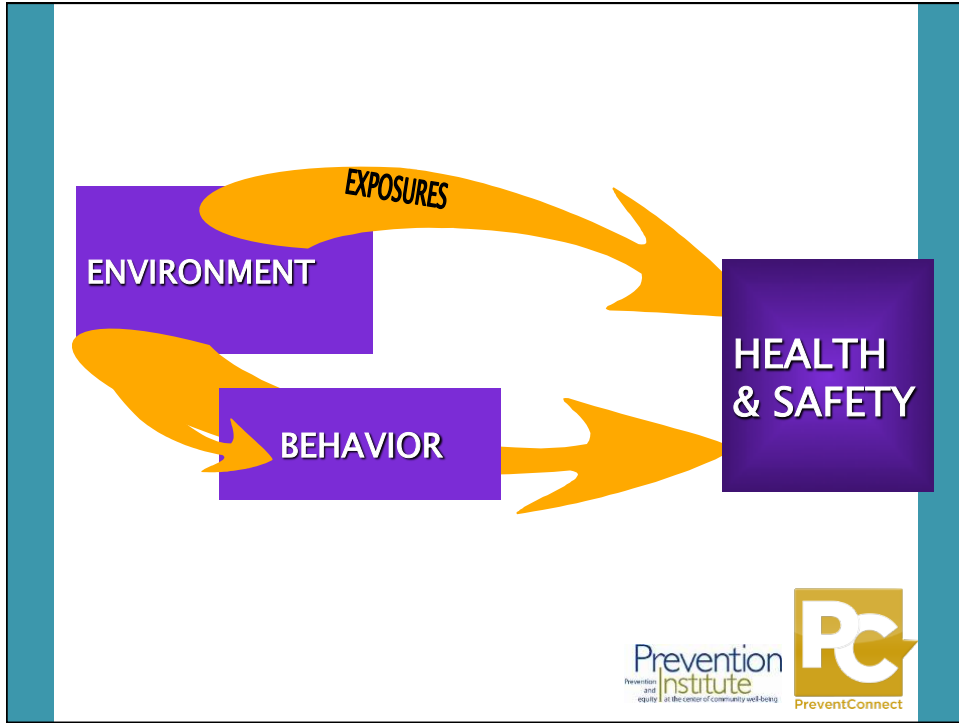 EXPOSURES
ENVIRONMENT
HEALTH
& SAFETY
BEHAVIOR
Prevention
Institute
Prevention
and
equity
at the center of community well-being
PC
PreventConnect